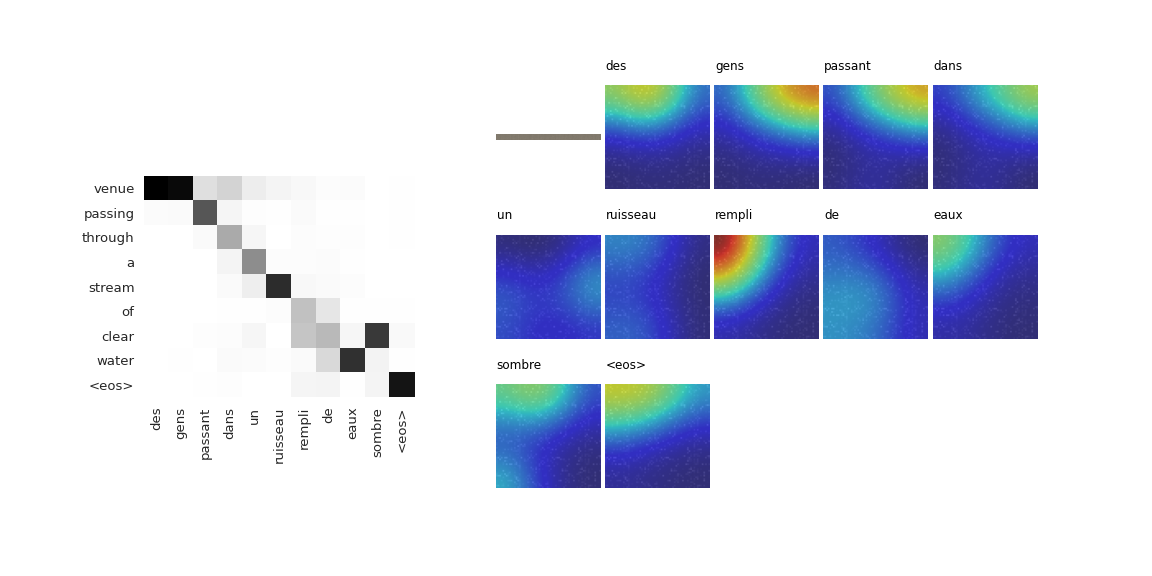 venue
passing
through
a
stream
of
clear
water
<eos>
des gens passant dans un ruisseau rempli de eaux sombre <eos>
des gens passant dans
un ruisseau rempli de eaux
sombre <eos>